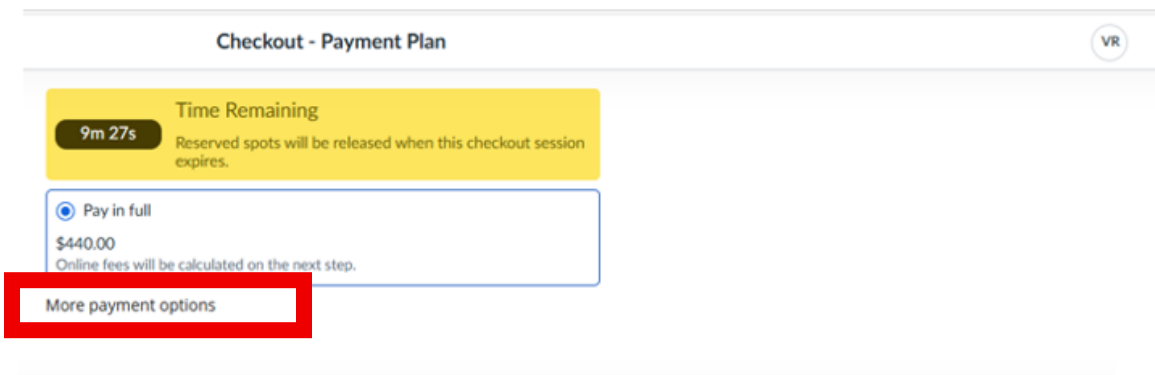 Checkout - Payment Plan
VR
9m 27s
Time Remaining
Reserved spots will be released when this checkout session
expires.
Pay in full
$440.00
Online fees will be calculated on the next step.
More payment options